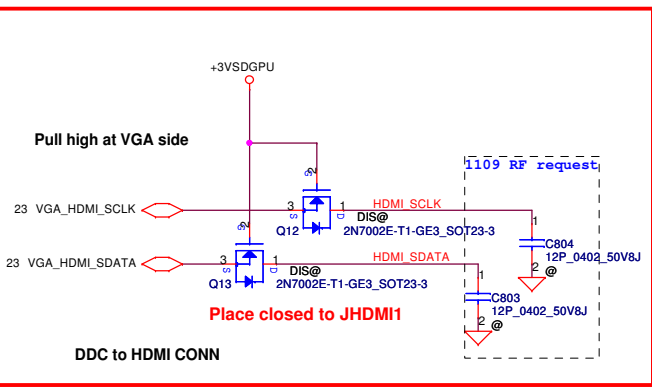 +3VSDGPU
Pull high at VGA side
1109 RF request
2
G
3
1
S
D
23 VGA_HDMI_SCLK
HDMI_SCLK
Q12
DIS@
2N7002E-T1-GE3_SOT23-3
1
C804
12P_0402_50V8J
2
@
2
G
3
1
S
D
23 VGA_HDMI_SDATA
HDMI_SDATA
Q13
DIS@
2N7002E-T1-GE3_SOT23-3
1
C803
12P_0402_50V8J
2
@
Place closed to JHDMI1
DDC to HDMI CONN